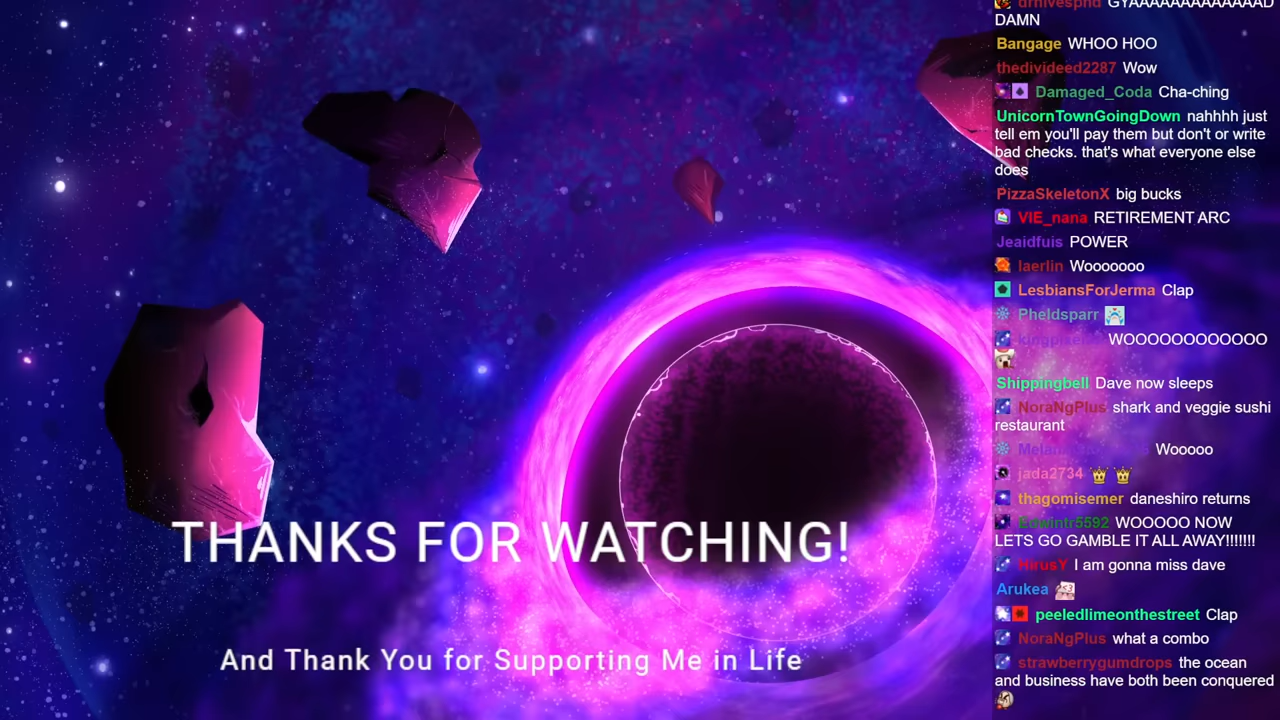 drhivespnd GYAAAAAAAAAAAAAD
DAMN
Bangage WHOO HOO
thedivideed2287 Wow
Damaged_Coda Cha-ching
UnicornTownGoingDown nahhhh just
tell em you'll pay them but don't or write
bad checks. that's what everyone else
does
PizzaSkeletonX big bucks
VIE_nana RETIREMENT ARC
Jeaidfuis POWER
laerlin Wooooooo
LesbiansForJerma Clap
Pheldsparr
WOOOOOOOOOOOO
Shippingbell Dave now sleeps
NoraNgPlus shark and veggie sushi
restaurant
Wooooo
jada2734
thagomisemer daneshiro returns
Edwintr5592 WOOOOO NOW
LETS GO GAMBLE IT ALL AWAY!!!!!!!
HirusY I am gonna miss dave
Arukea
peeledlimeonthestreet Clap
NoraNgPlus what a combo
strawberrygumdrops the ocean
and business have both been conquered
THANKS FOR WATCHING!
And Thank You for Supporting Me in Life